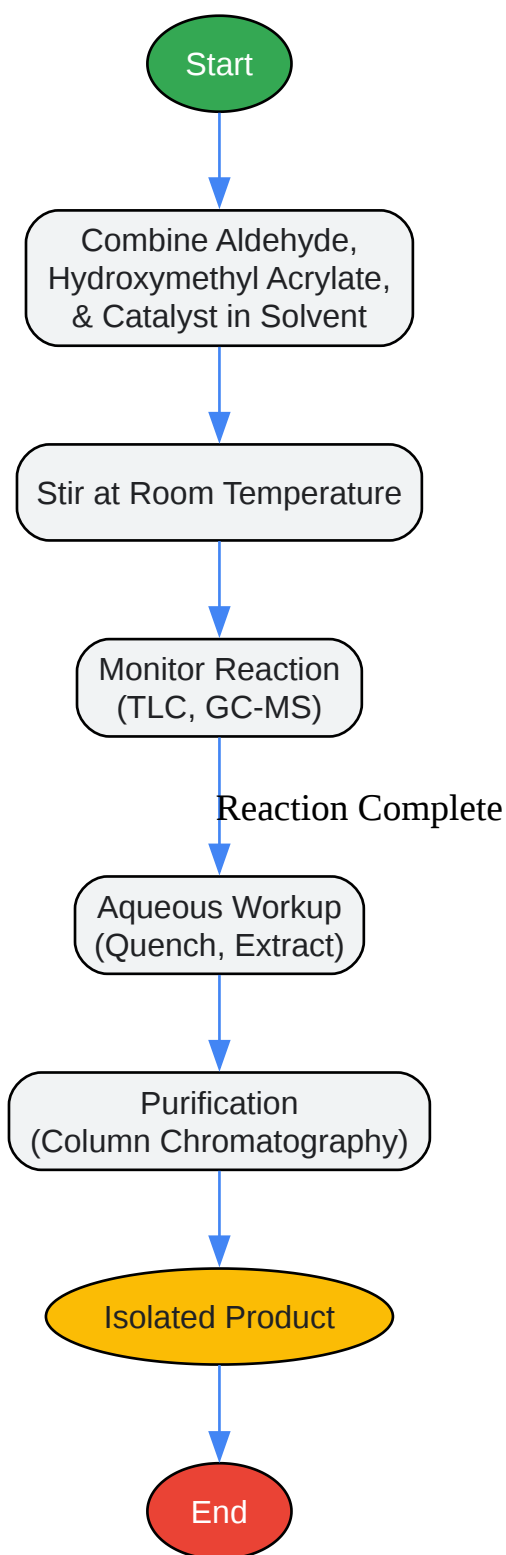 Start
Combine Aldehyde,
Hydroxymethyl Acrylate,
& Catalyst in Solvent
Stir at Room Temperature
Monitor Reaction
(TLC, GC-MS)
Reaction Complete
Aqueous Workup
(Quench, Extract)
Purification
(Column Chromatography)
Isolated Product
End